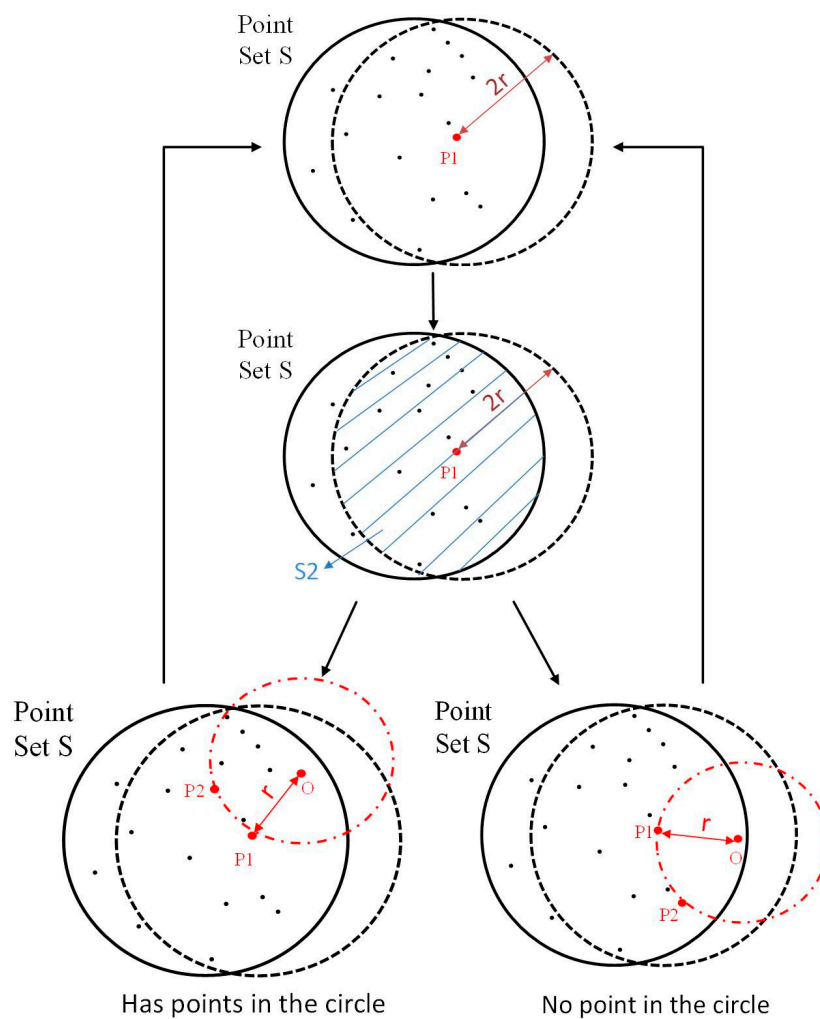 Point
Set S
2r
P1
Point
Set S
2r
P1
S2
Point
Set S
P2
r
O
P1
Has points in the circle
Point
Set S
P1
r
O
P2
No point in the circle